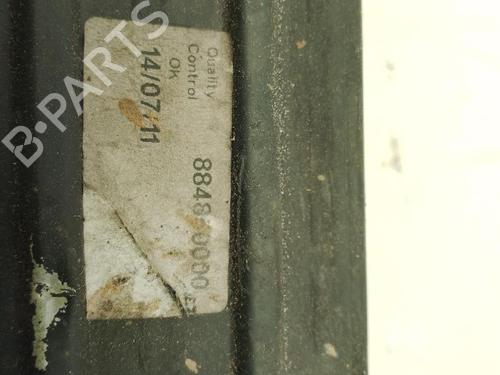 Quality
Control
OK
14/07/11
B-PARTS